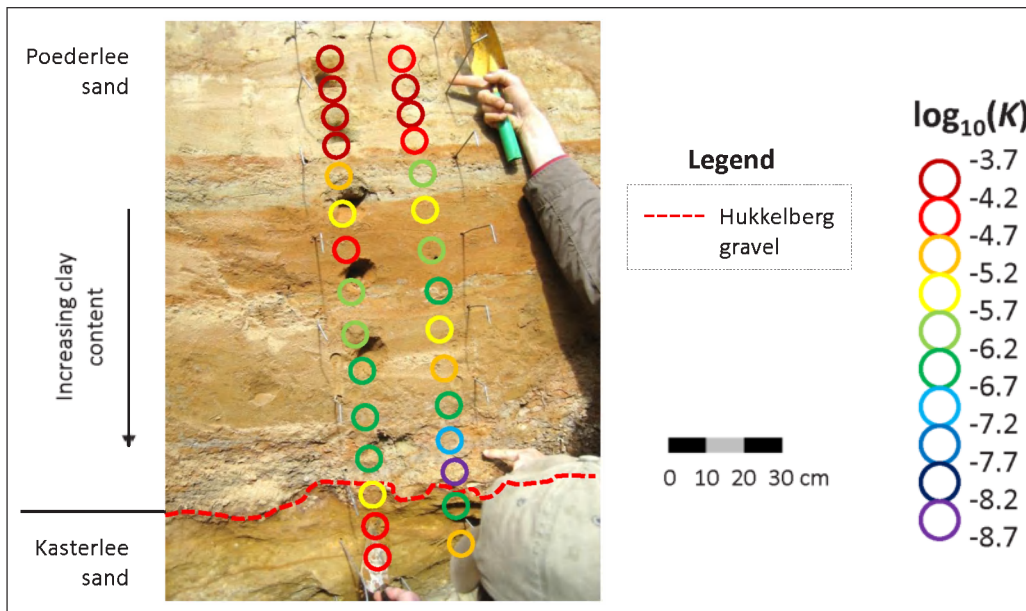 Poederlee
sand
Increasing clay
content
Kasterlee
sand
Legend
Hukkelberg
gravel
0 10 20 30 cm
log₁₀(K)
-3.7
-4.2
-4.7
-5.2
-5.7
-6.2
-6.7
-7.2
-7.7
-8.2
-8.7